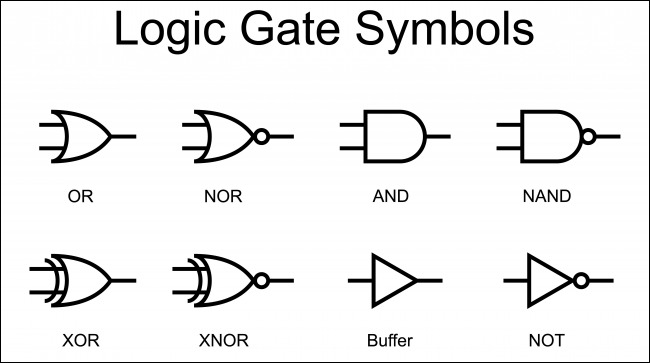 Logic Gate Symbols
OR
NOR
AND
NAND
XOR
XNOR
Buffer
NOT